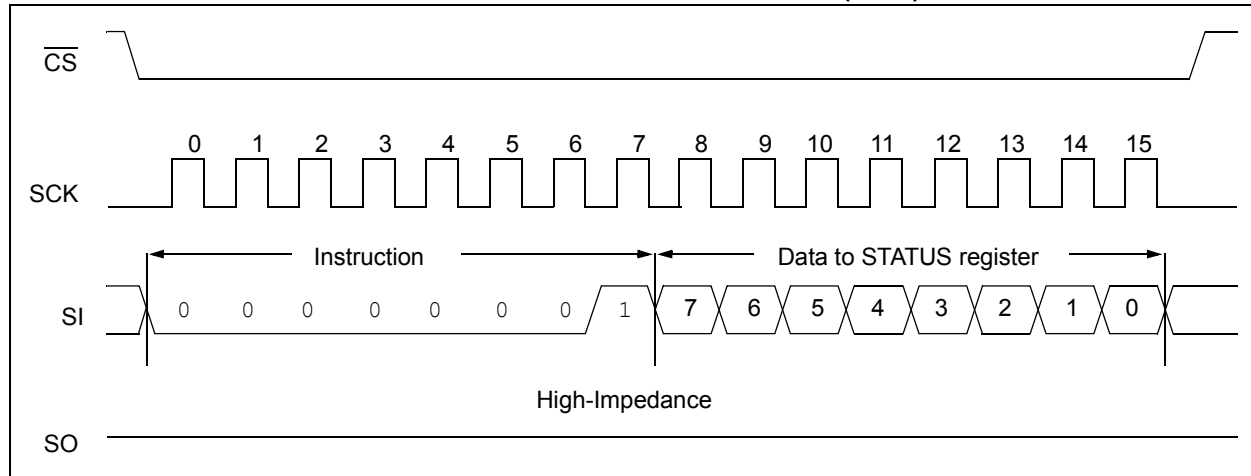 CS
0 1 2 3 4 5 6 7 8 9 10 11 12 13 14 15
SCK
Instruction Data to STATUS register
SI 0 0 0 0 0 0 0 1 7 6 5 4 3 2 1 0
High-Impedance
SO